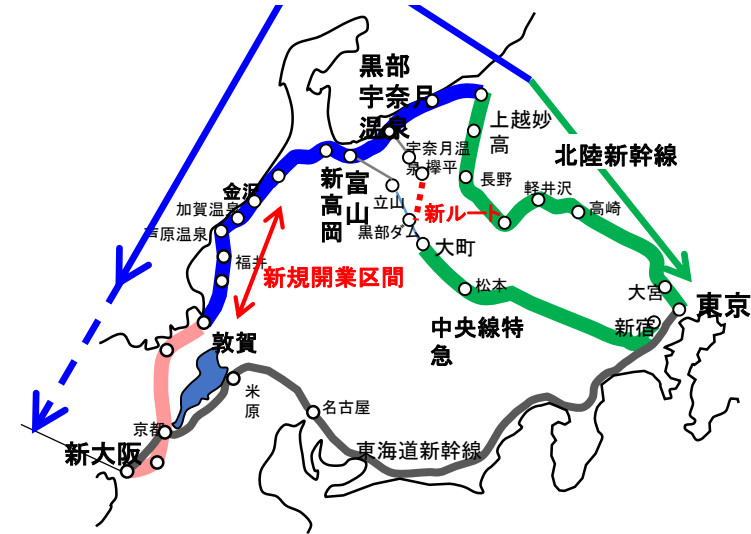 黒部
宇奈月
温泉
上越妙
高
北陸新幹線
宇奈月温
泉
欅平
新
高
岡
富
山
金沢
長野
軽井沢
高崎
加賀温泉
立山
新ルート
芦原温泉
黒部ダム
大町
福井
新規開業区間
松本
大宮
東京
中央線特
急
新宿
敦賀
米
原
名古屋
京都
新大阪
東海道新幹線